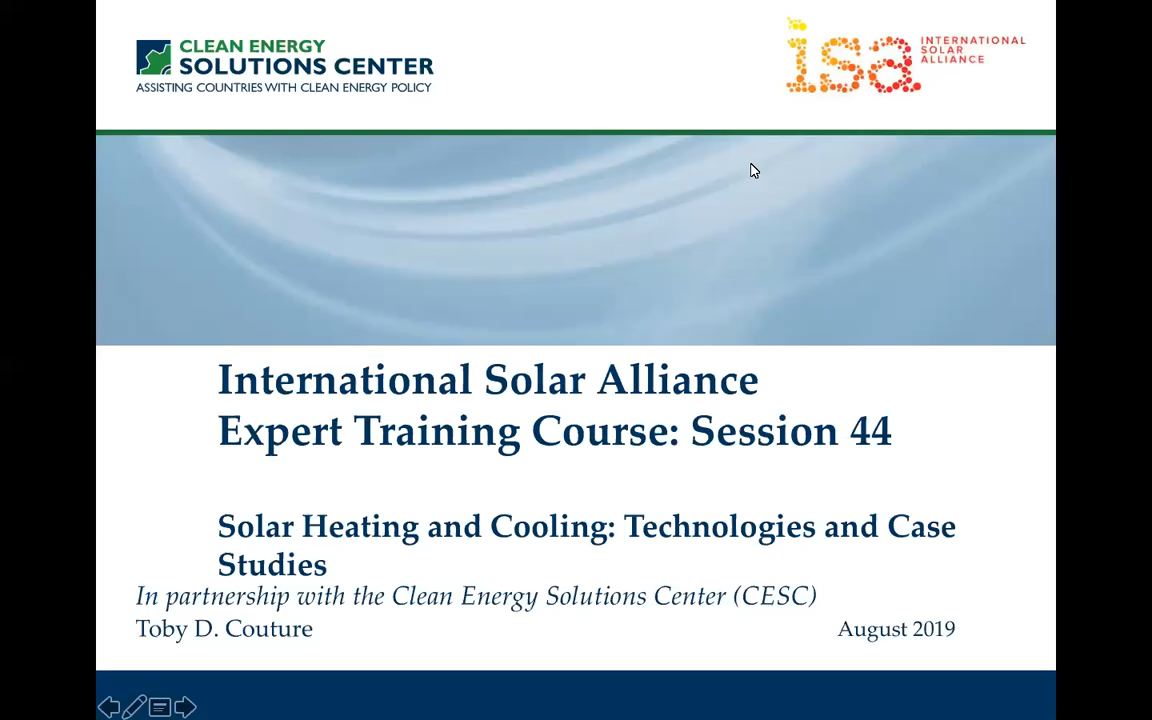 CLEAN ENERGY
SOLUTIONS CENTER
ASSISTING COUNTRIES WITH CLEAN ENERGY POLICY
isa
INTERNATIONAL
SOLAR
ALLIANCE
International Solar Alliance
Expert Training Course: Session 44
Solar Heating and Cooling: Technologies and Case
Studies
In partnership with the Clean Energy Solutions Center (CESC)
Toby D. Couture
August 2019